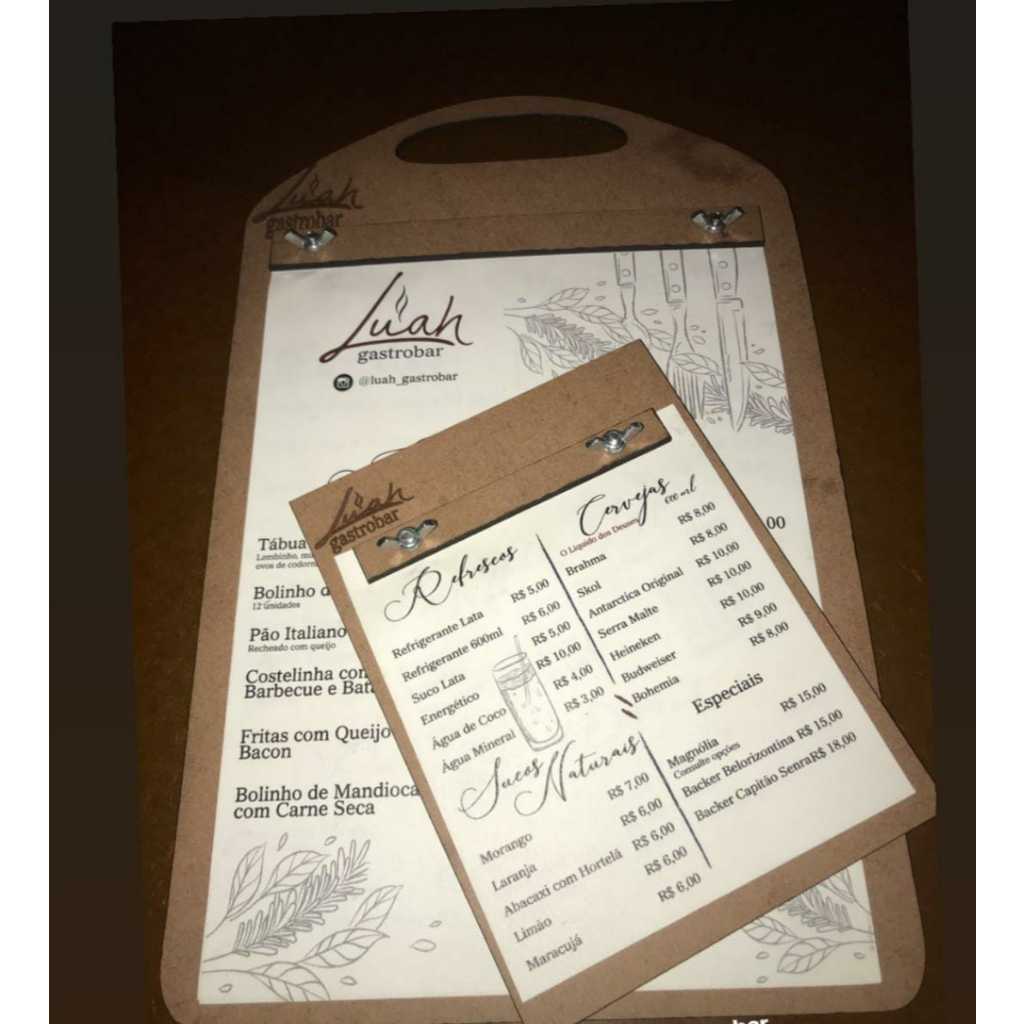 Luah
gastrobar
Luah
gastrobar
@luah_gastrobar
Tábua
Lombinho,
ovos de
Bolinho
12 unidades
Pão Italiano
Recheado com queijo
Costelinha com
Barbecue e
Fritas com Queijo
Bacon
Bolinho de Mandioca
com Carne Seca
,00
Luah
gastrobar
Refrescos
Refrigerante Lata R$ 5,00
Refrigerante 600ml R$ 6,00
Suco Lata R$ 5,00
Energético R$ 10,00
Água de Coco R$ 4,00
Água Mineral R$ 3,00
Sucos Naturais
Morango R$ 7,00
Laranja R$ 6,00
Abacaxi com Hortelã R$ 6,00
Limão R$ 6,00
Maracujá R$ 6,00
Cervejas 600 ml
O Líquido dos Deuses
Brahma R$ 8,00
Skol R$ 8,00
Antarctica Original R$ 10,00
Serra Malte R$ 10,00
Heineken R$ 10,00
Budweiser R$ 9,00
Bohemia R$ 8,00
Especiais
Magnólia R$ 15,00
Consulte opções
Backer Belorizontina R$ 15,00
Backer Capitão Senra R$ 18,00